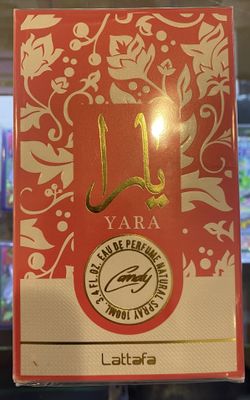 يارا
YARA
EAU DE PERFUME NATURAL SPRAY 100ML 3.4 FL.OZ.
Candy
Lattafa